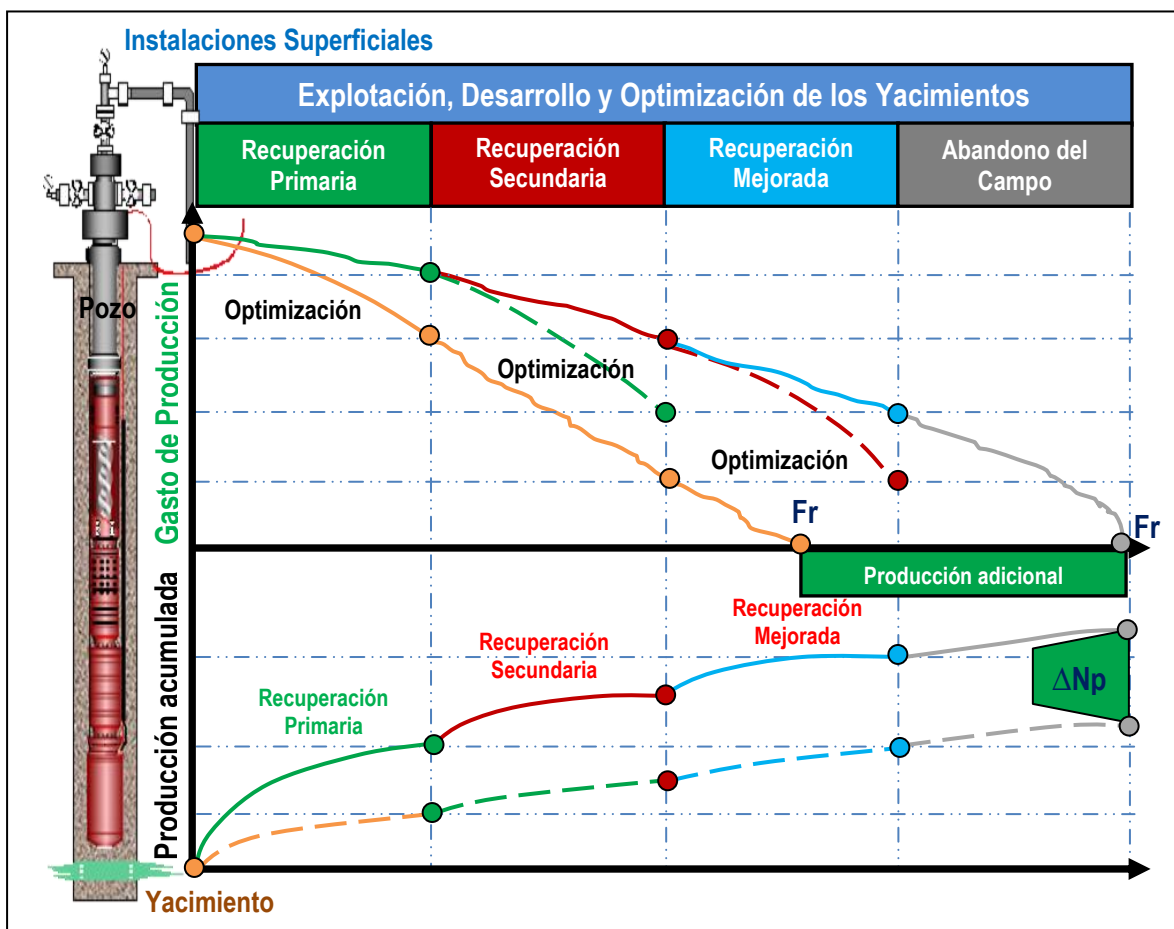 Instalaciones Superficiales
Explotación, Desarrollo y Optimización de los Yacimientos
Recuperación
Primaria
Recuperación
Secundaria
Recuperación
Mejorada
Abandono del
Campo
Pozo
Gasto de Producción
Optimización
Optimización
Optimización
Fr
Fr
Producción adicional
Producción acumulada
Recuperación
Primaria
Recuperación
Secundaria
Recuperación
Mejorada
∆Np
Yacimiento